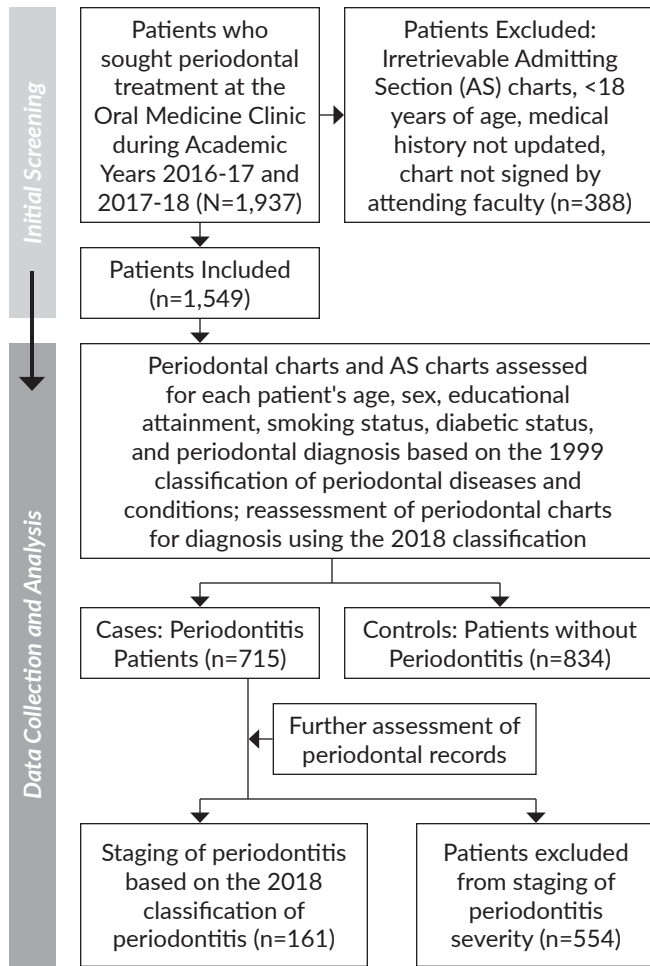 Initial Screening
Patients who
sought periodontal
treatment at the
Oral Medicine Clinic
during Academic
Years 2016-17 and
2017-18 (N=1,937)
Patients Excluded:
Irretrievable Admitting
Section (AS) charts, <18
years of age, medical
history not updated,
chart not signed by
attending faculty (n=388)
Patients Included
(n=1,549)
Data Collection and Analysis
Periodontal charts and AS charts assessed
for each patient's age, sex, educational
attainment, smoking status, diabetic status,
and periodontal diagnosis based on the 1999
classification of periodontal diseases and
conditions; reassessment of periodontal charts
for diagnosis using the 2018 classification
Cases: Periodontitis
Patients (n=715)
Controls: Patients without
Periodontitis (n=834)
Further assessment of
periodontal records
Staging of periodontitis
based on the 2018
classification of
periodontitis (n=161)
Patients excluded
from staging of
periodontitis
severity (n=554)